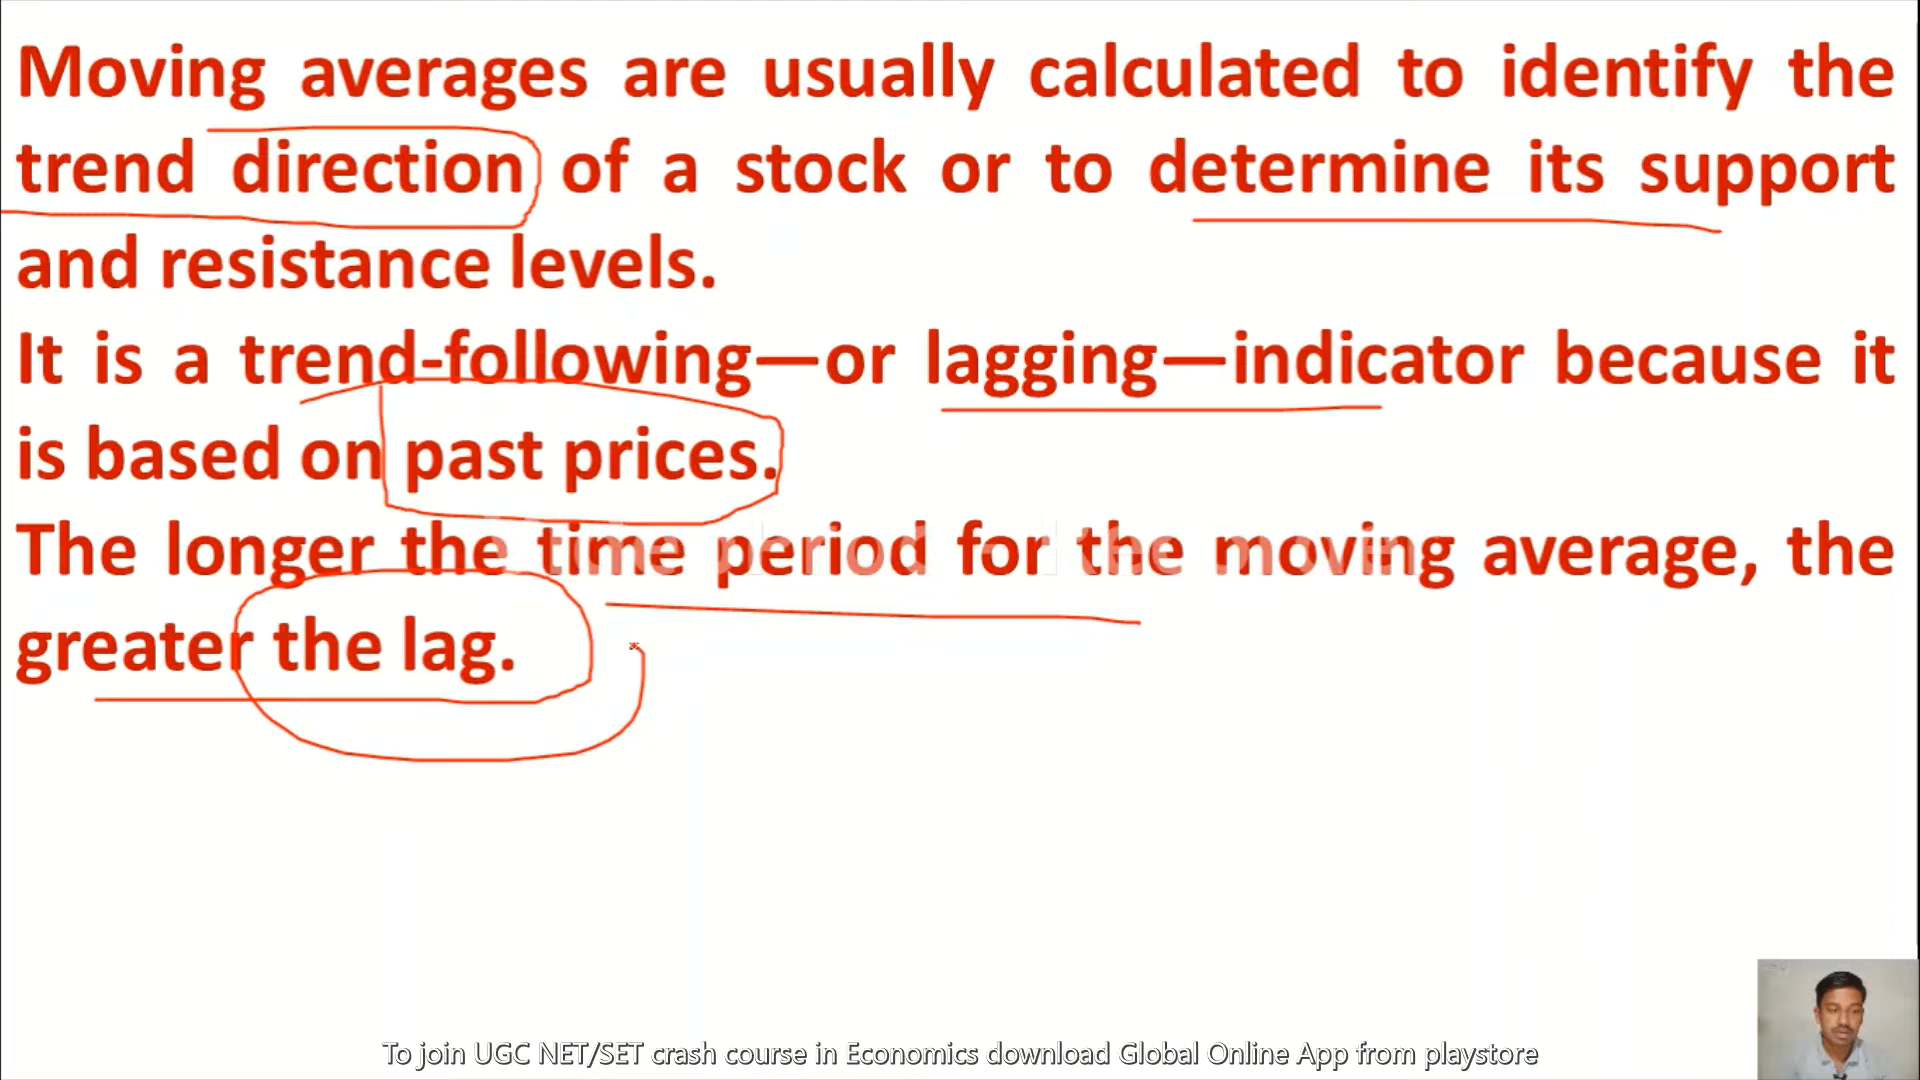 Moving averages are usually calculated to identify the
trend direction of a stock or to determine its support
and resistance levels.
It is a trend-following—or lagging—indicator because it
is based on past prices.
The longer the time period for the moving average, the
greater the lag.
To join UGC NET/SET crash course in Economics download Global Online App from playstore